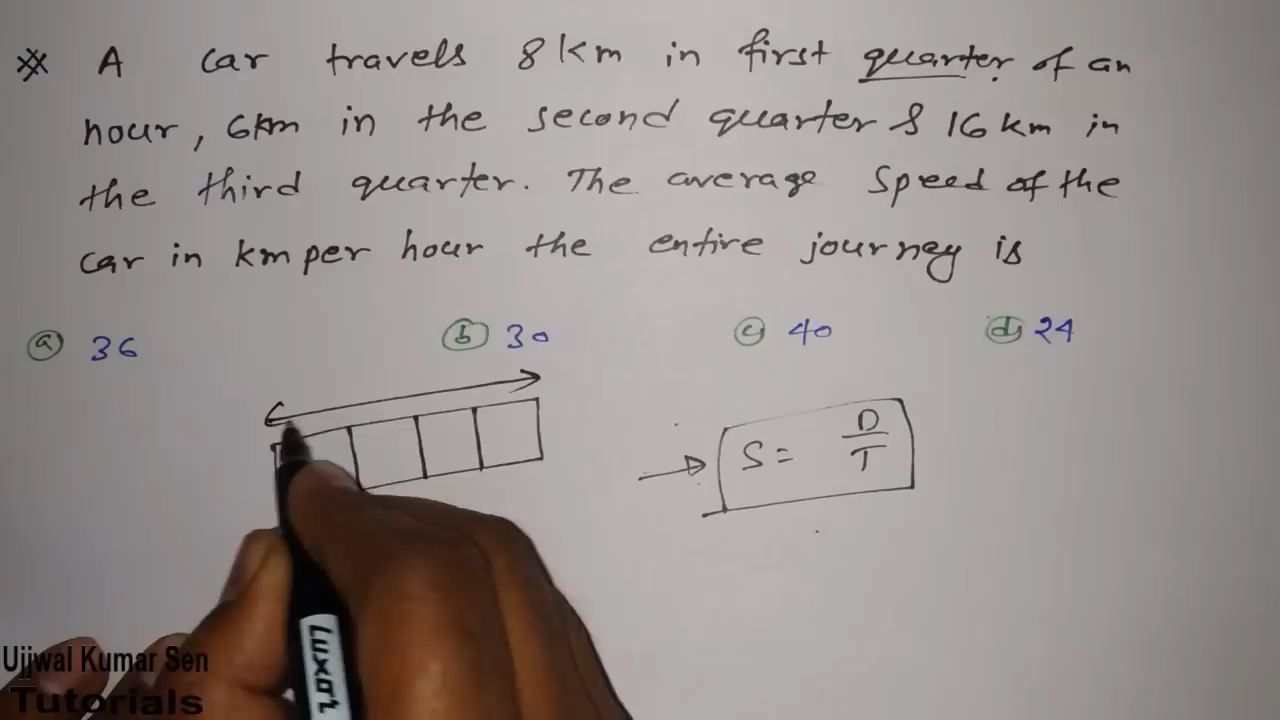 A car travels 8 km in first quarter of an
hour, 6km in the second quarter & 16 km in
the third quarter. The average speed of the
car in km per hour the entire journey is
(a) 36 (b) 30 (c) 40 (d) 24
S = D/T
Luxor
Ujjwal Kumar Sen
Tutorials